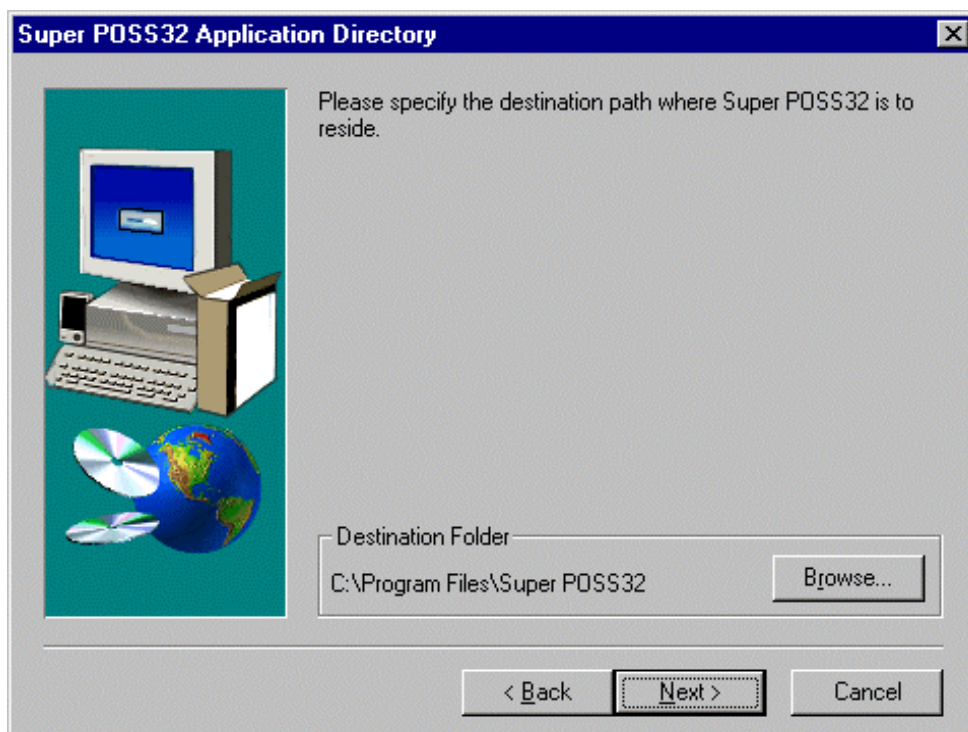 Super POSS32 Application Directory
Please specify the destination path where Super POSS32 is to
reside.
Destination Folder
C:\Program Files\Super POSS32
Browse...
< Back
Next >
Cancel